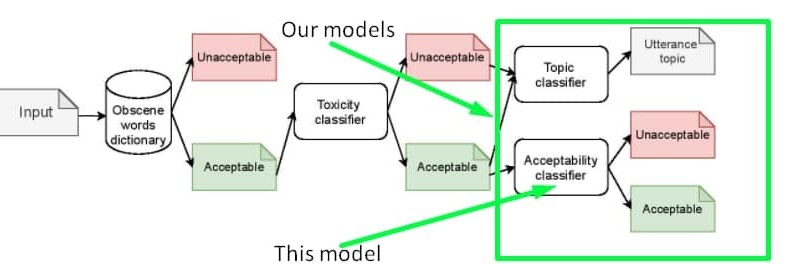 Our models
Unacceptable
Unacceptable
Utterance
topic
Topic
classifier
Input
Obscene
words
dictionary
Toxicity
classifier
Unacceptable
Acceptable
Acceptable
Acceptability
classifier
Acceptable
This model